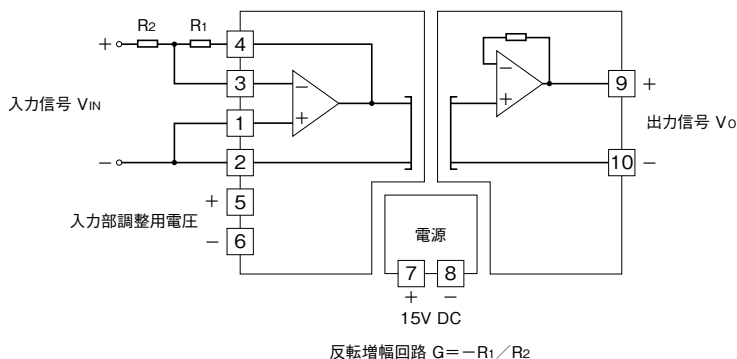 R2 R1
+ 4
3 −
入力信号 VIN
1 +
− 2
+ 5
入力部調整用電圧
− 6
−
+
9 +
出力信号 VO
10 −
電源
7 8
+ −
15V DC
反転増幅回路 G=−R1/R2